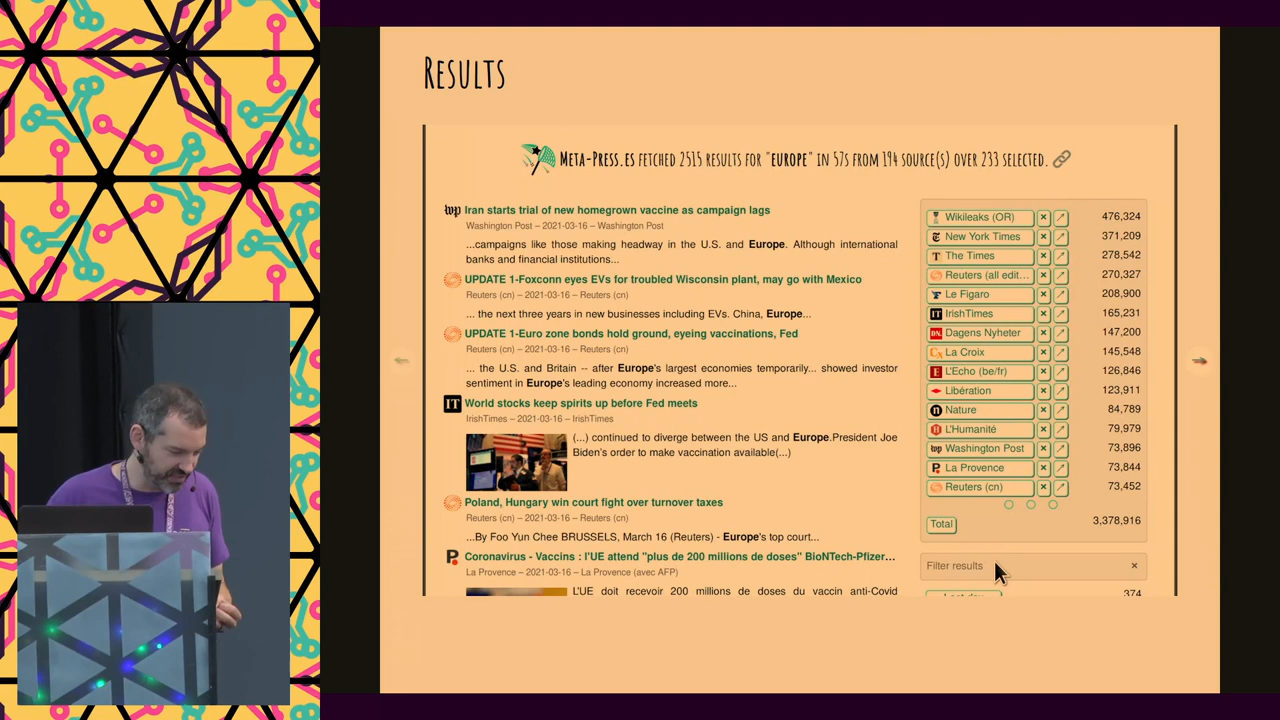 Results
Meta-Press.es fetched 2515 results for "europe" in 57s from 194 source(s) over 233 selected.
wp Iran starts trial of new homegrown vaccine as campaign lags
Washington Post – 2021-03-16 – Washington Post
...campaigns like those making headway in the U.S. and Europe. Although international
banks and financial institutions...
UPDATE 1-Foxconn eyes EVs for troubled Wisconsin plant, may go with Mexico
Reuters (cn) – 2021-03-16 – Reuters (cn)
... the next three years in new businesses including EVs. China, Europe...
UPDATE 1-Euro zone bonds hold ground, eyeing vaccinations, Fed
Reuters (cn) – 2021-03-16 – Reuters (cn)
... the U.S. and Britain -- after Europe's largest economies temporarily... showed investor
sentiment in Europe's leading economy increased more...
IT World stocks keep spirits up before Fed meets
IrishTimes – 2021-03-16 – IrishTimes
(...) continued to diverge between the US and Europe.President Joe
Biden's order to make vaccination available(...)
Poland, Hungary win court fight over turnover taxes
Reuters (cn) – 2021-03-16 – Reuters (cn)
...By Foo Yun Chee BRUSSELS, March 16 (Reuters) - Europe's top court...
P Coronavirus - Vaccins : l'UE attend "plus de 200 millions de doses" BioNTech-Pfizer...
La Provence – 2021-03-16 – La Provence (avec AFP)
L'UE doit recevoir 200 millions de doses du vaccin anti-Covid
Wikileaks (OR) × 476,324
New York Times × 371,209
T The Times × 278,542
Reuters (all edit... × 270,327
Le Figaro × 208,900
IT IrishTimes × 165,231
DN. Dagens Nyheter × 147,200
Cx La Croix × 145,548
E L'Echo (be/fr) × 126,846
Libération × 123,911
n Nature × 84,789
L'Humanité × 79,979
wp Washington Post × 73,896
P La Provence × 73,844
Reuters (cn) × 73,452
Total 3,378,916
Filter results ×
Last day 374